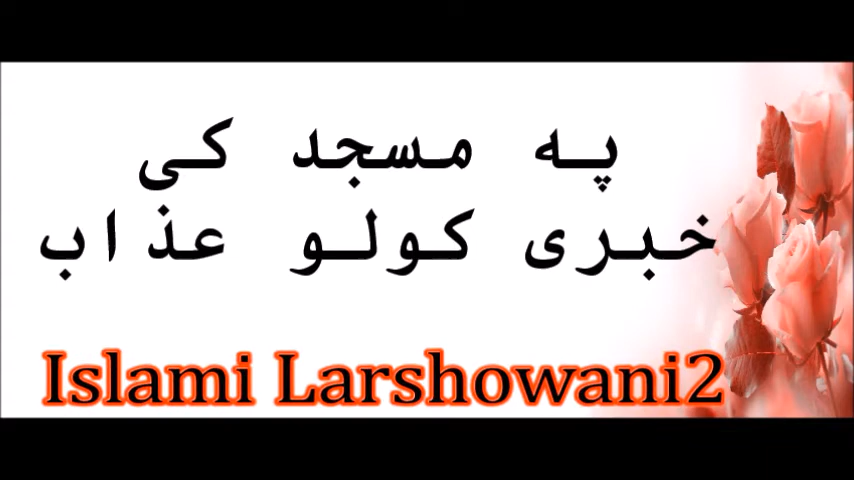 په مسجد کی
خبری کولو عذاب
Islami Larshowani2